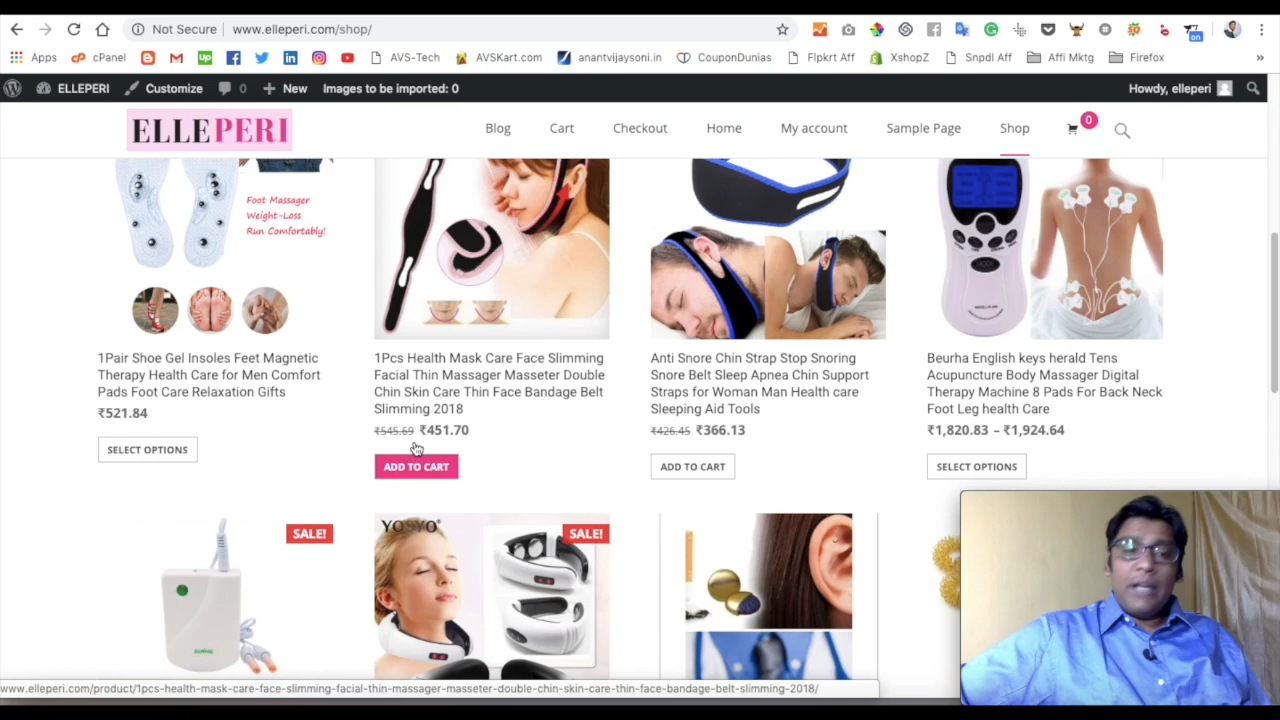 Not Secure www.elleperi.com/shop/
on
Apps cPanel AVS-Tech AVSKart.com anantvijaysoni.in CouponDunias Flpkrt Aff XshopZ Snpdl Aff Affi Mktg Firefox »
ELLEPERI Customize 0 New Images to be imported: 0 Howdy, elleperi
ELLEPERI Blog Cart Checkout Home My account Sample Page Shop 0
Foot Massager
Weight-Loss
Run Comfortably!
1Pair Shoe Gel Insoles Feet Magnetic
Therapy Health Care for Men Comfort
Pads Foot Care Relaxation Gifts
₹521.84
SELECT OPTIONS
1Pcs Health Mask Care Face Slimming
Facial Thin Massager Masseter Double
Chin Skin Care Thin Face Bandage Belt
Slimming 2018
₹545.69 ₹451.70
ADD TO CART
Anti Snore Chin Strap Stop Snoring
Snore Belt Sleep Apnea Chin Support
Straps for Woman Man Health care
Sleeping Aid Tools
₹426.45 ₹366.13
ADD TO CART
Beurha English keys herald Tens
Acupuncture Body Massager Digital
Therapy Machine 8 Pads For Back Neck
Foot Leg health Care
₹1,820.83 – ₹1,924.64
SELECT OPTIONS
SALE!
YOSYO®
SALE!
www.elleperi.com/product/1pcs-health-mask-care-face-slimming-facial-thin-massager-masseter-double-chin-skin-care-thin-face-bandage-belt-slimming-2018/